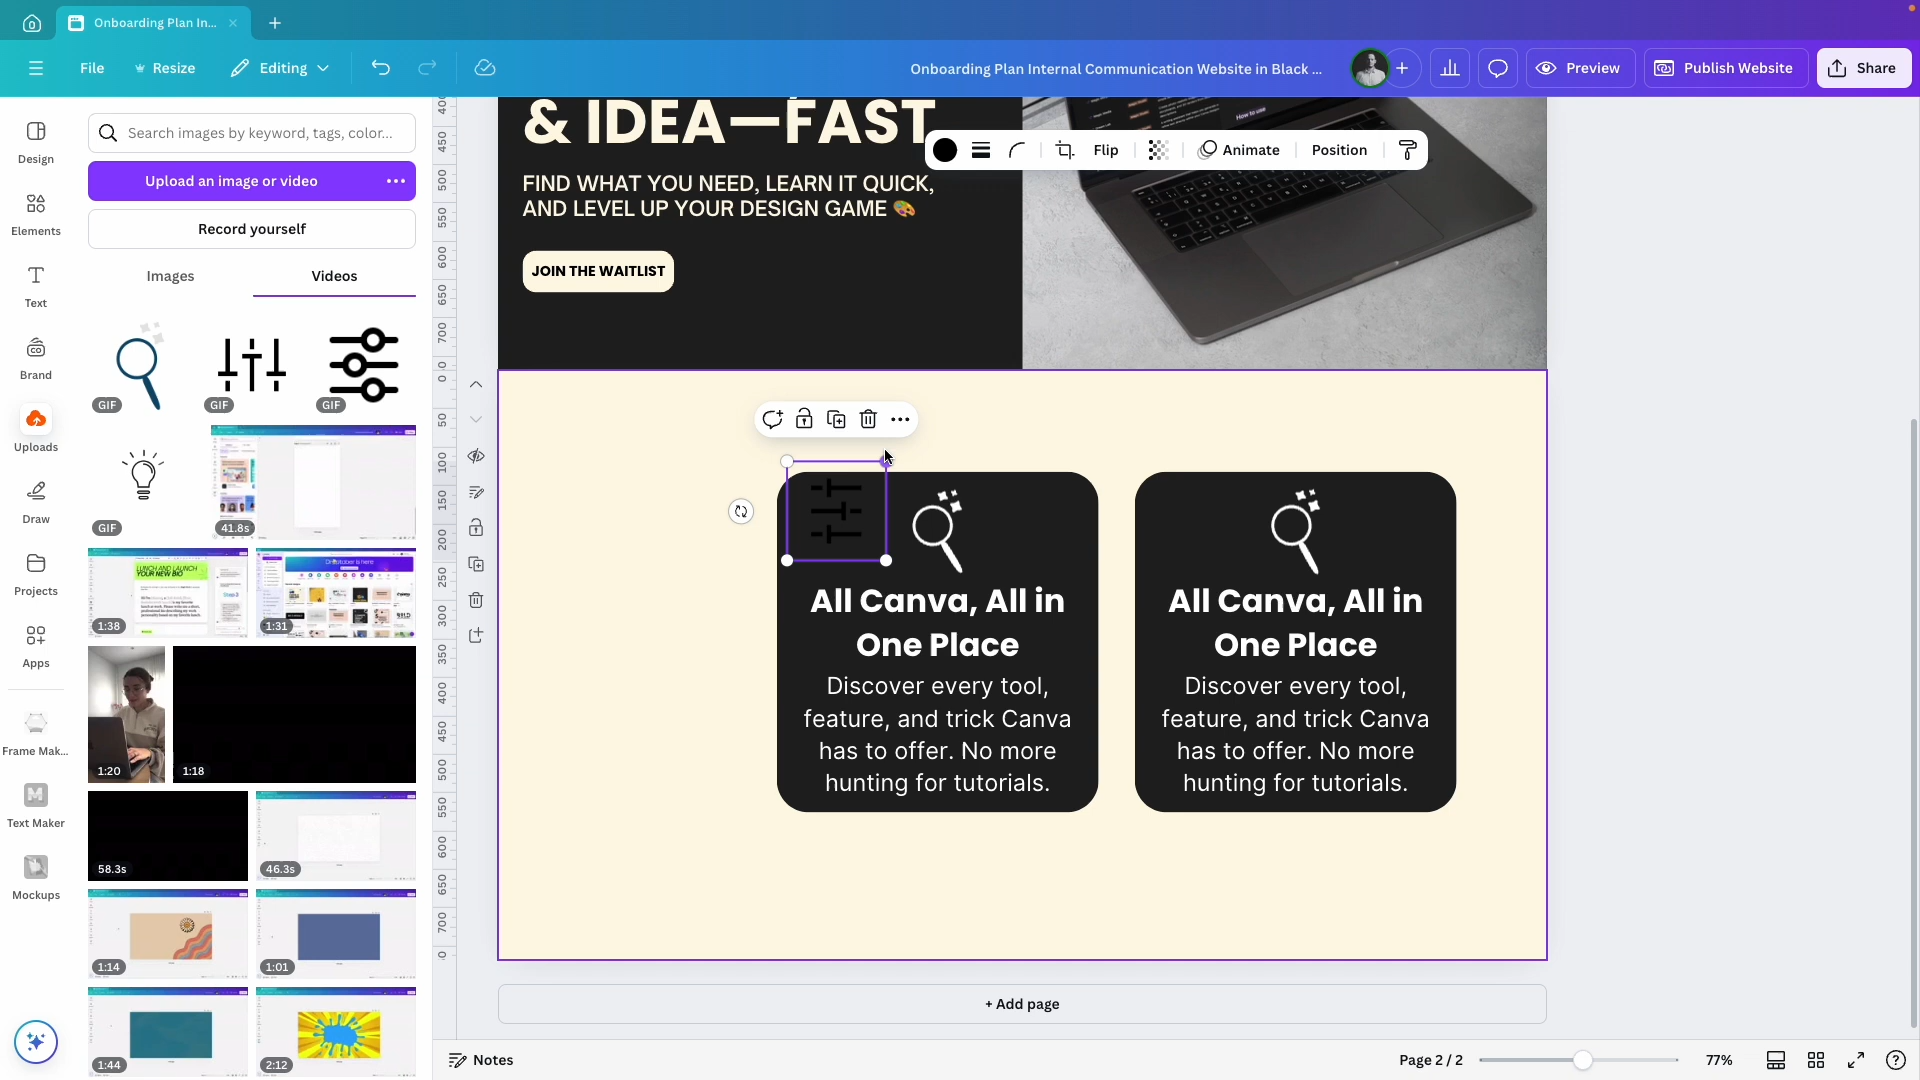 Onboarding Plan In...
File
Resize
Editing
Onboarding Plan Internal Communication Website in Black ...
Preview
Publish Website
Share
Design
Elements
Text
Brand
Uploads
Draw
Projects
Apps
Frame Mak...
Text Maker
Mockups
Search images by keyword, tags, color...
Upload an image or video
Record yourself
Images
Videos
GIF
GIF
GIF
GIF
41.8s
1:38
1:31
1:20
1:18
58.3s
46.3s
1:14
1:01
1:44
2:12
LUNCH AND LAUNCH
YOUR NEW BIO
& IDEA—FAST
Flip
Animate
Position
FIND WHAT YOU NEED, LEARN IT QUICK,
AND LEVEL UP YOUR DESIGN GAME 🎨
JOIN THE WAITLIST
All Canva, All in
One Place
Discover every tool,
feature, and trick Canva
has to offer. No more
hunting for tutorials.
All Canva, All in
One Place
Discover every tool,
feature, and trick Canva
has to offer. No more
hunting for tutorials.
+ Add page
Notes
Page 2 / 2
77%